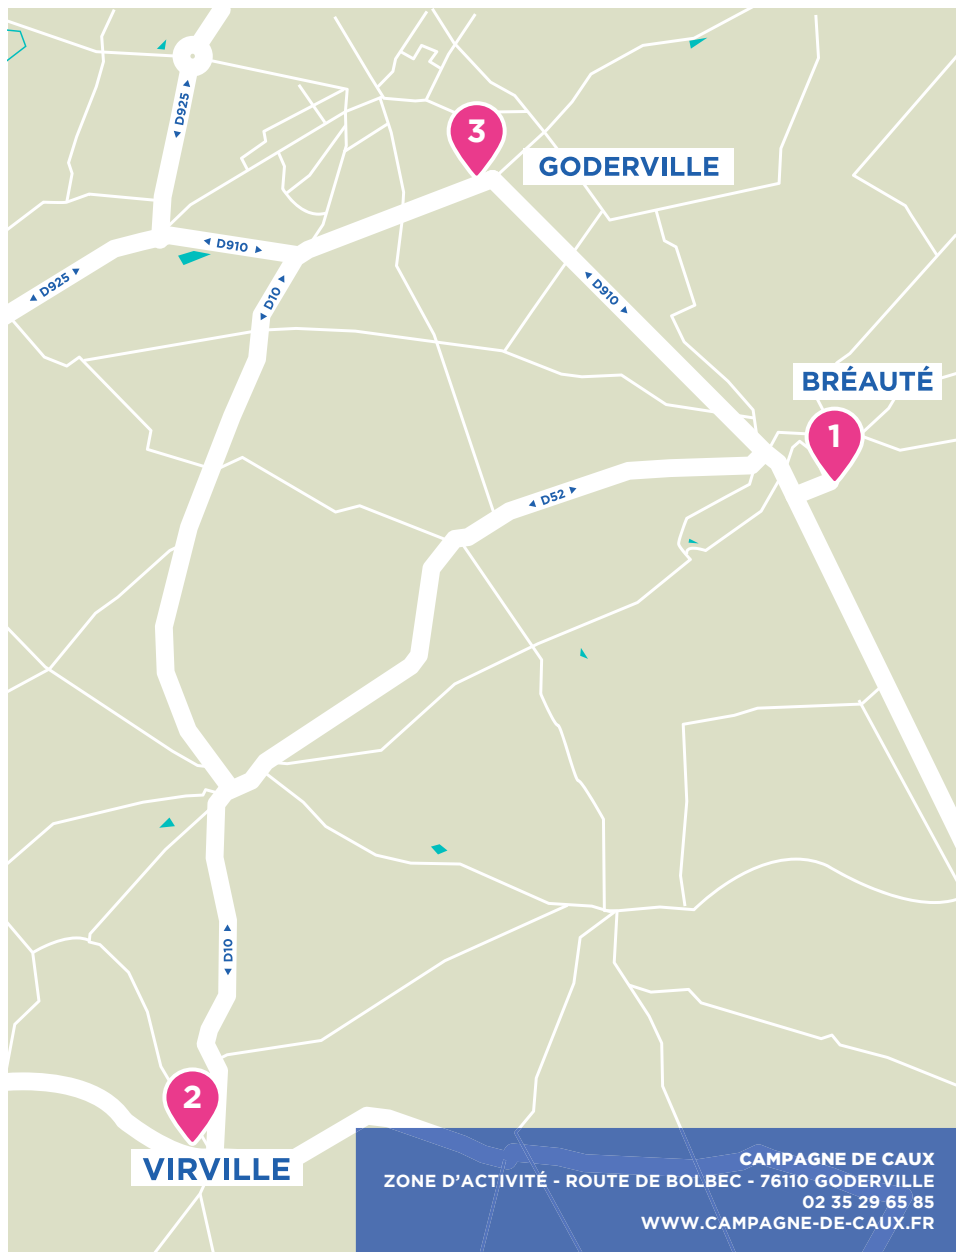 D925
3
GODERVILLE
D910
D925
D10
D910
BRÉAUTÉ
1
D52
D10
2
VIRVILLE
CAMPAGNE DE CAUX
ZONE D'ACTIVITÉ - ROUTE DE BOLBEC - 76110 GODERVILLE
02 35 29 65 85
WWW.CAMPAGNE-DE-CAUX.FR